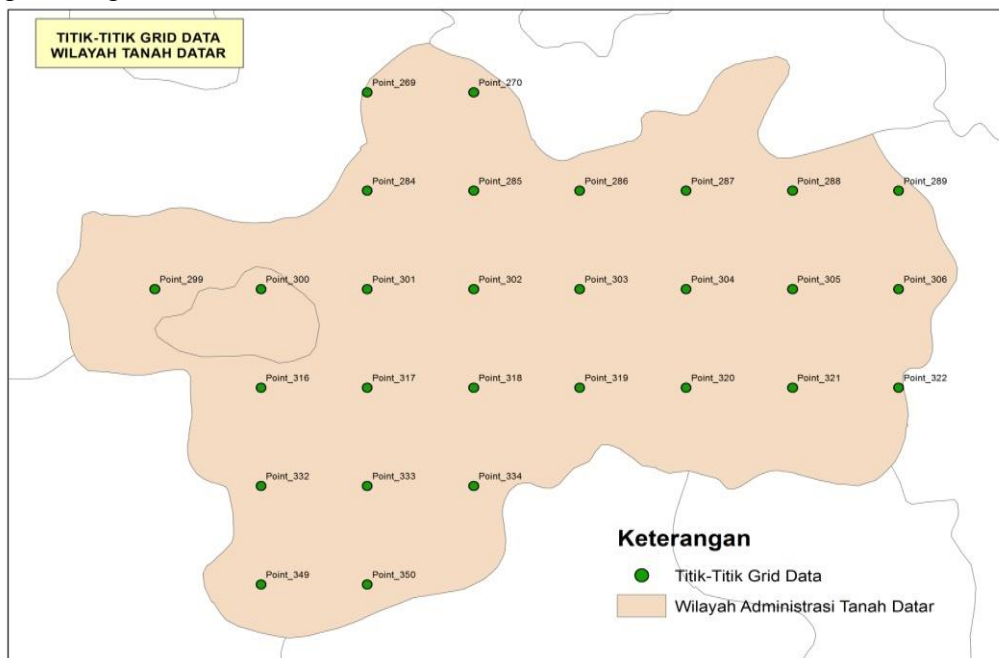 TITIK-TITIK GRID DATA
WILAYAH TANAH DATAR
Point_269
Point_270
Point_284
Point_285
Point_286
Point_287
Point_288
Point_289
Point_299
Point_300
Point_301
Point_302
Point_303
Point_304
Point_305
Point_306
Point_316
Point_317
Point_318
Point_319
Point_320
Point_321
Point_322
Point_332
Point_333
Point_334
Point_349
Point_350
Keterangan
Titik-Titik Grid Data
Wilayah Administrasi Tanah Datar